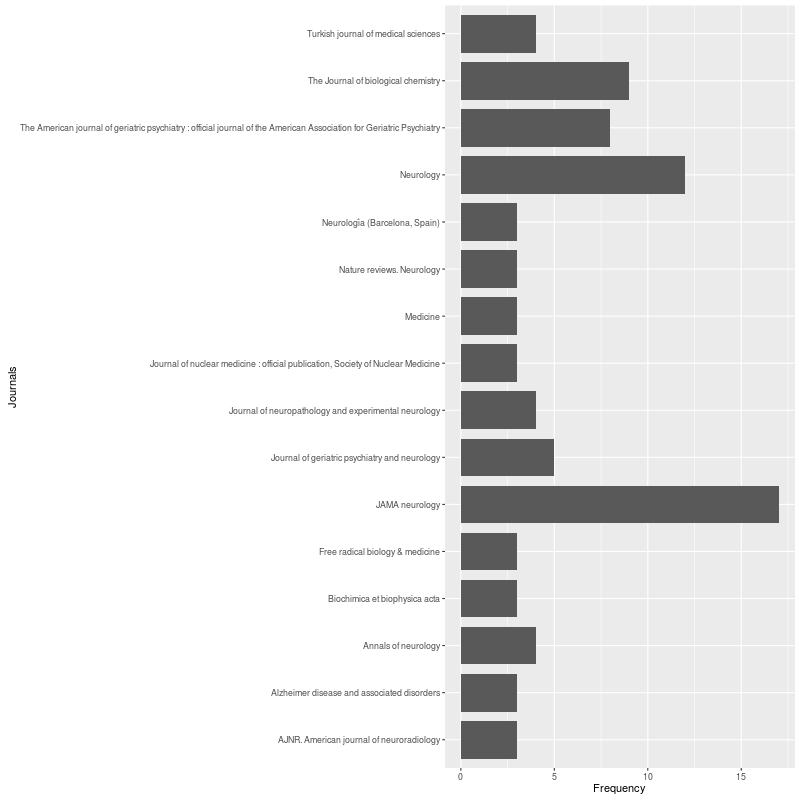 Turkish journal of medical sciences
The Journal of biological chemistry
The American journal of geriatric psychiatry : official journal of the American Association for Geriatric Psychiatry
Neurology
Neurología (Barcelona, Spain)
Nature reviews. Neurology
Medicine
Journal of nuclear medicine : official publication, Society of Nuclear Medicine
Journal of neuropathology and experimental neurology
Journal of geriatric psychiatry and neurology
JAMA neurology
Free radical biology & medicine
Biochimica et biophysica acta
Annals of neurology
Alzheimer disease and associated disorders
AJNR. American journal of neuroradiology
Journals
0 5 10 15
Frequency